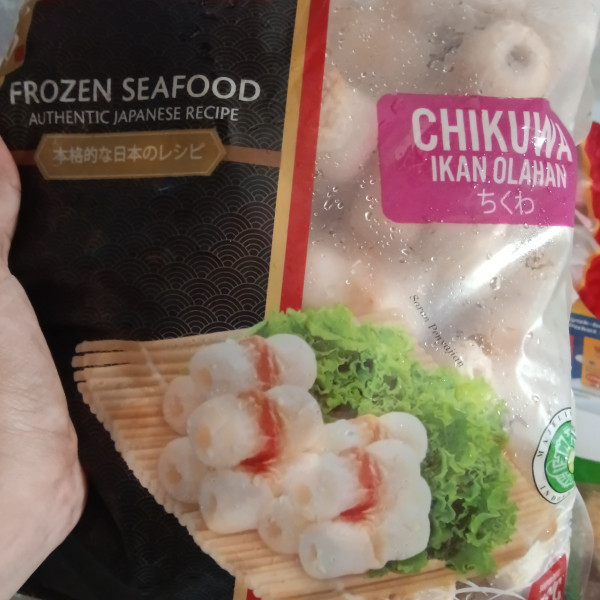 FROZEN SEAFOOD
AUTHENTIC JAPANESE RECIPE
本格的な日本のレシピ
CHIKUWA
IKAN OLAHAN
ちくわ
Saran Penyajian